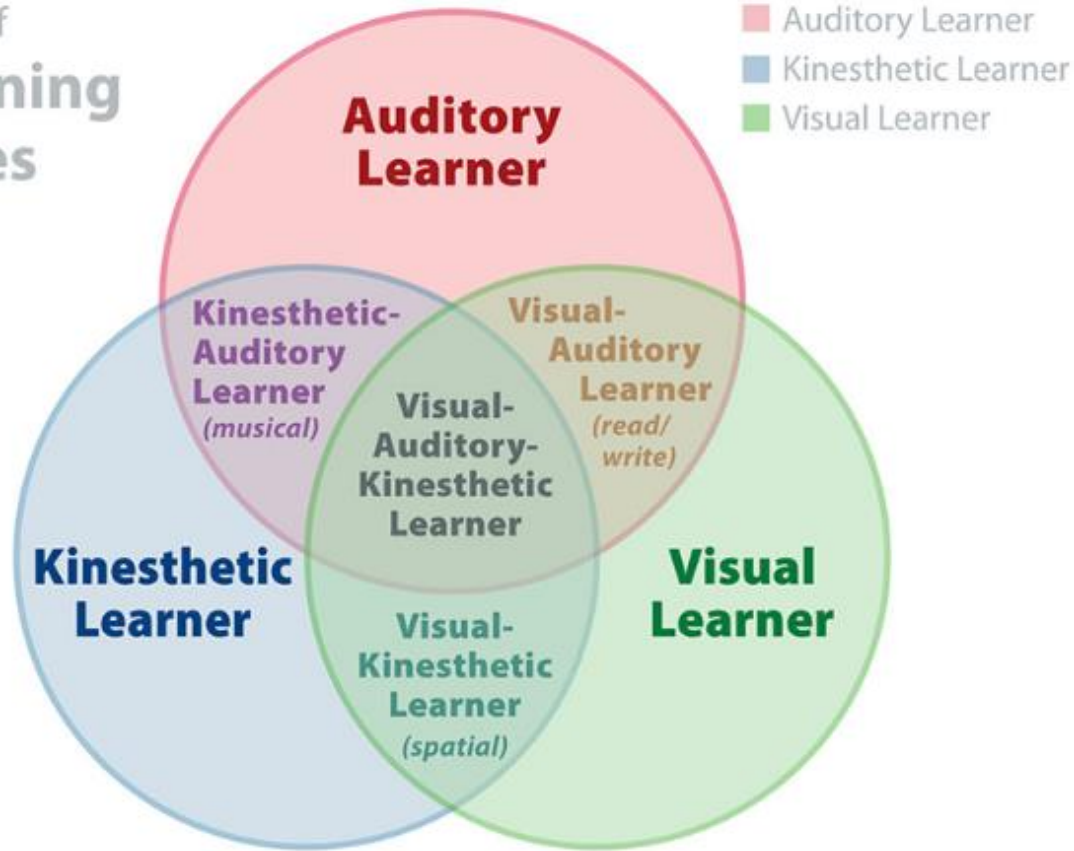 f
ning
es
Auditory Learner
Kinesthetic Learner
Visual Learner
Auditory
Learner
Kinesthetic-
Auditory
Learner
(musical)
Visual-
Auditory
Learner
(read/
write)
Visual-
Auditory-
Kinesthetic
Learner
Kinesthetic
Learner
Visual
Learner
Visual-
Kinesthetic
Learner
(spatial)